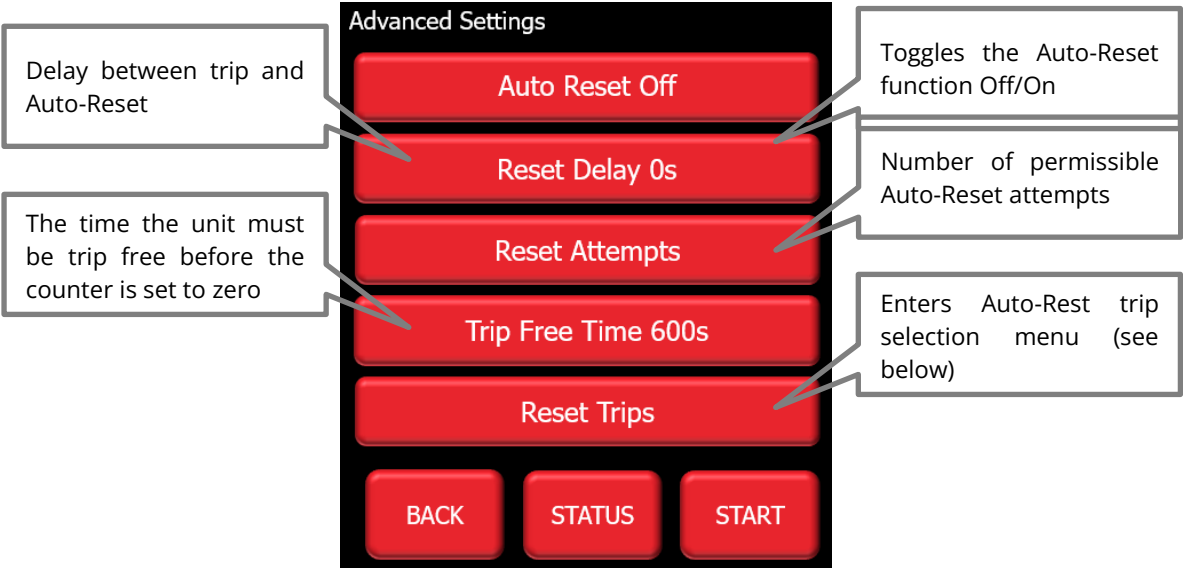 Advanced Settings
Delay between trip and
Auto-Reset
The time the unit must
be trip free before the
counter is set to zero
Auto Reset Off
Reset Delay 0s
Reset Attempts
Trip Free Time 600s
Reset Trips
BACK
STATUS
START
Toggles the Auto-Reset
function Off/On
Number of permissible
Auto-Reset attempts
Enters Auto-Rest trip
selection menu (see
below)